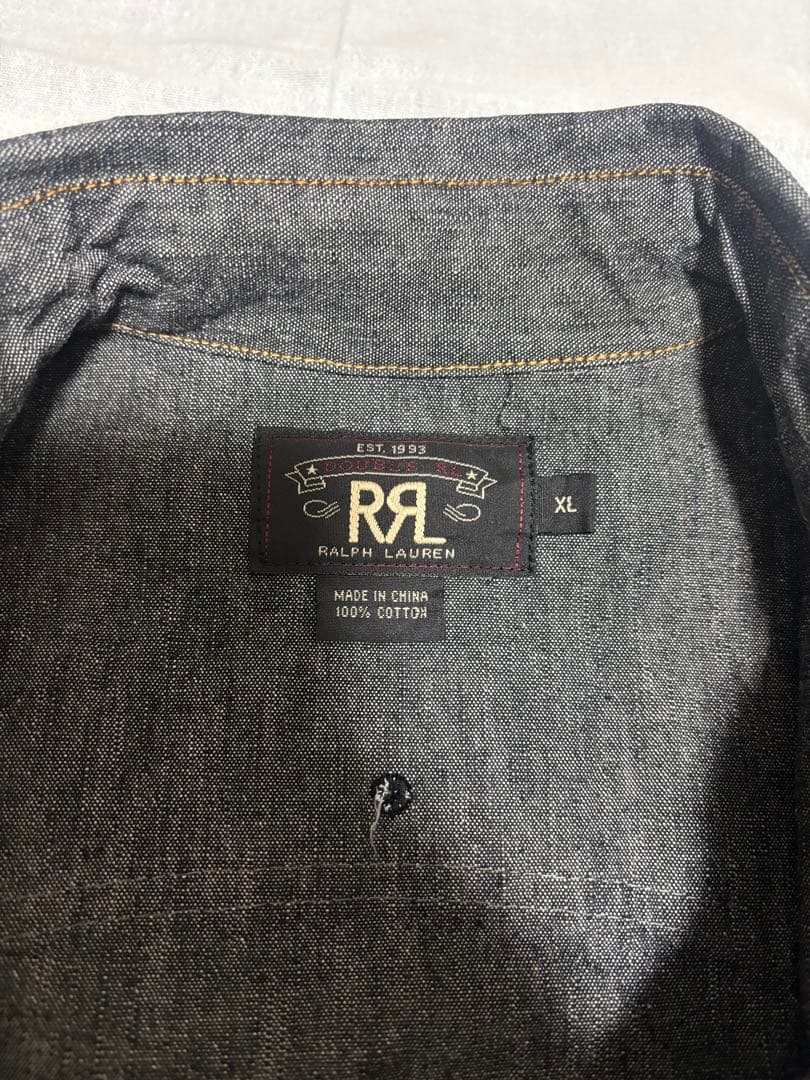 EST. 1993
DOUBLE RL
RRL
RALPH LAUREN
XL
MADE IN CHINA
100% COTTON